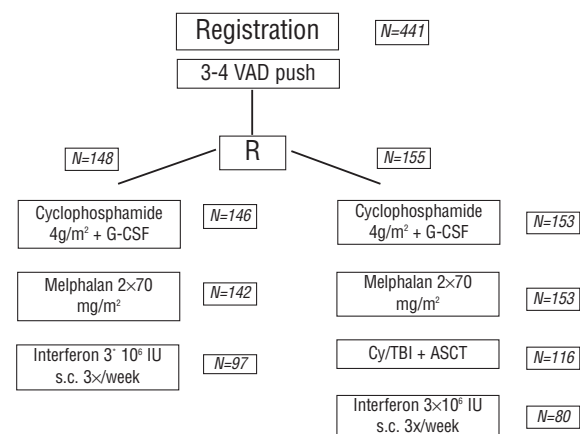 Registration
N=441
3-4 VAD push
R
N=148
N=155
Cyclophosphamide
4g/m² + G-CSF
N=146
Cyclophosphamide
4g/m² + G-CSF
N=153
Melphalan 2×70
mg/m²
N=142
Melphalan 2×70
mg/m²
N=153
Interferon 3ˆ 10⁶ IU
s.c. 3×/week
N=97
Cy/TBI + ASCT
N=116
Interferon 3×10⁶ IU
s.c. 3x/week
N=80